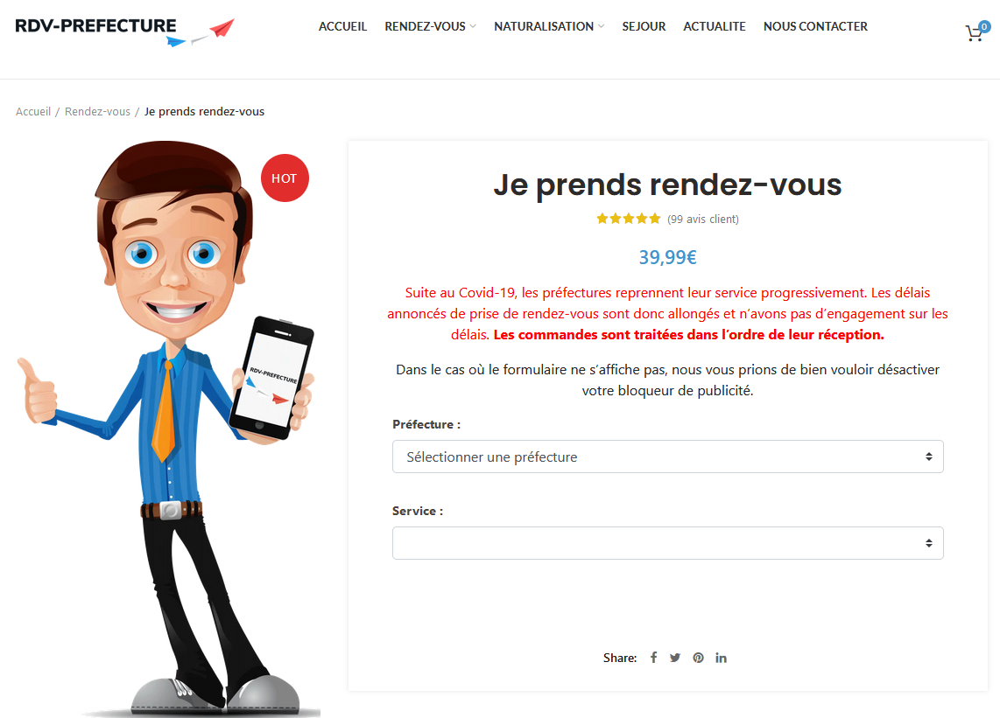 RDV-PREFECTURE
ACCUEIL RENDEZ-VOUS NATURALISATION SEJOUR ACTUALITE NOUS CONTACTER
0
Accueil / Rendez-vous / Je prends rendez-vous
HOT
RDV-PREFECTURE
Je prends rendez-vous
(99 avis client)
39,99€
Suite au Covid-19, les préfectures reprennent leur service progressivement. Les délais
annoncés de prise de rendez-vous sont donc allongés et n’avons pas d’engagement sur les
délais. Les commandes sont traitées dans l’ordre de leur réception.
Dans le cas où le formulaire ne s’affiche pas, nous vous prions de bien vouloir désactiver
votre bloqueur de publicité.
Préfecture :
Sélectionner une préfecture
Service :
Share: